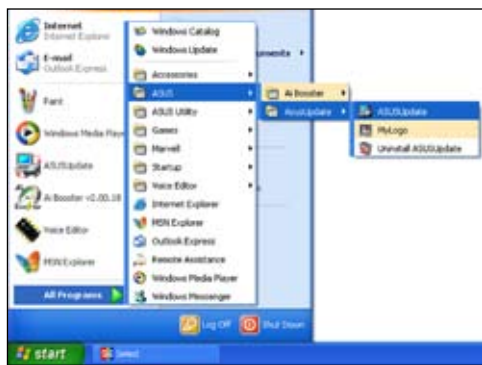 Internet
Internet Explorer
E-mail
Outlook Express
Paint
Windows Media Player
ASUSUpdate
Ai Booster v2.00.18
Voice Editor
MSN Explorer
All Programs
Windows Catalog
Windows Update
Accessories
ASUS
ASUS Utility
Games
Marvell
Startup
Voice Editor
Internet Explorer
MSN Explorer
Outlook Express
Remote Assistance
Windows Media Player
Windows Messenger
Ai Booster
AsusUpdate
ASUSUpdate
MyLogo
Uninstall ASUSUpdate
Log Off
Shut Down
start